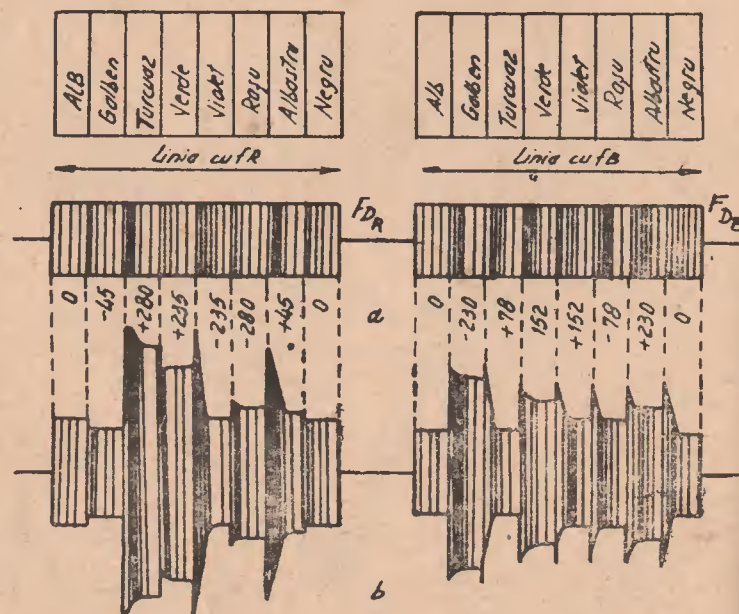 ALB Galben Turcuaz Verde Violet Roşu Albastru Negru
Alb Galben Turcuaz Verde Violet Roşu Albastru Negru
Linia cu fR
Linia cu fB
FDR
FDB
0 -45 +280 +235 -235 -280 +45 0
a
0 -230 +78 152 +152 -78 +230 0
b